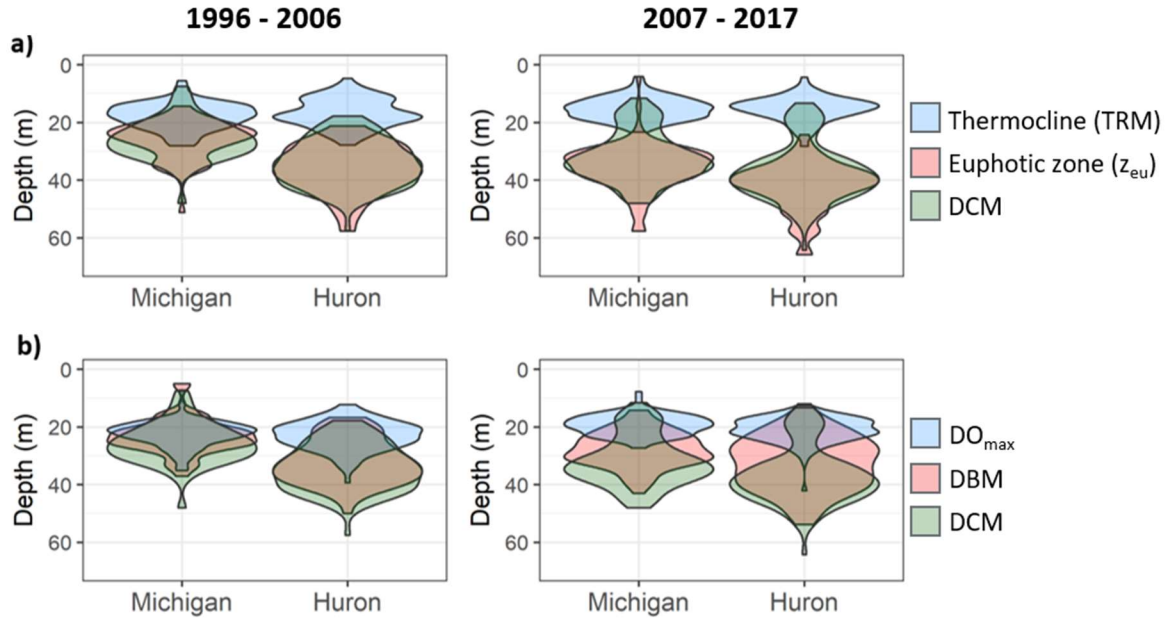 1996 - 2006
2007 - 2017
a)
0
20
40
60
Depth (m)
Michigan
Huron
0
20
40
60
Depth (m)
Michigan
Huron
Thermocline (TRM)
Euphotic zone (zeu)
DCM
b)
0
20
40
60
Depth (m)
Michigan
Huron
0
20
40
60
Depth (m)
Michigan
Huron
DOmax
DBM
DCM